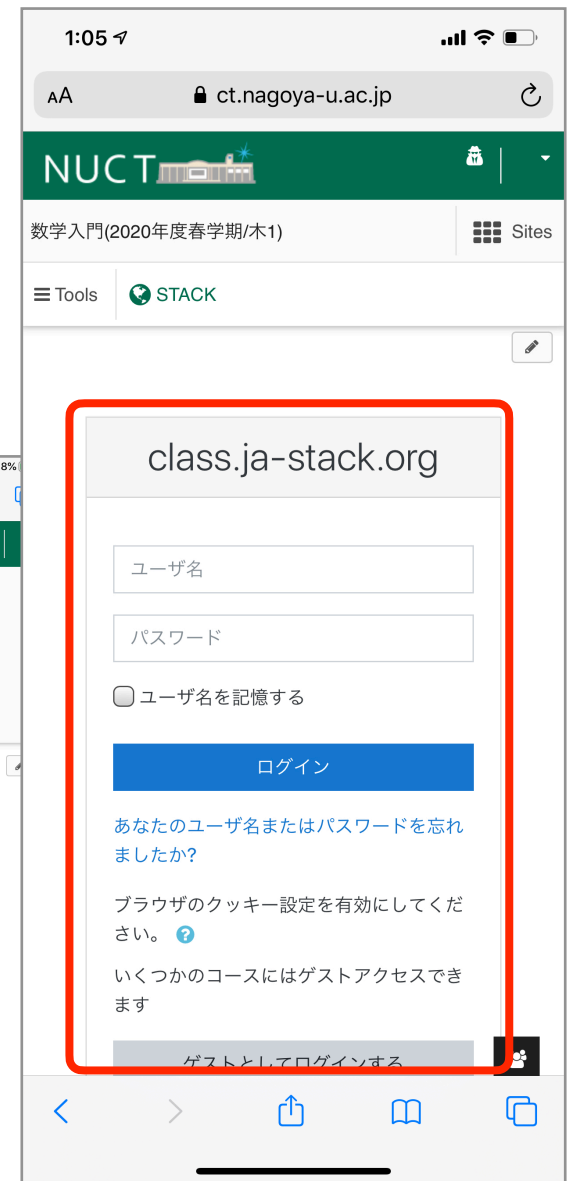 1:05
AA ct.nagoya-u.ac.jp
NUCT
数学入門(2020年度春学期/木1)
Sites
Tools
STACK
8%
class.ja-stack.org
ユーザ名
パスワード
ユーザ名を記憶する
ログイン
あなたのユーザ名またはパスワードを忘れ
ましたか?
ブラウザのクッキー設定を有効にしてくだ
さい。 ?
いくつかのコースにはゲストアクセスでき
ます
ゲストとしてログインする